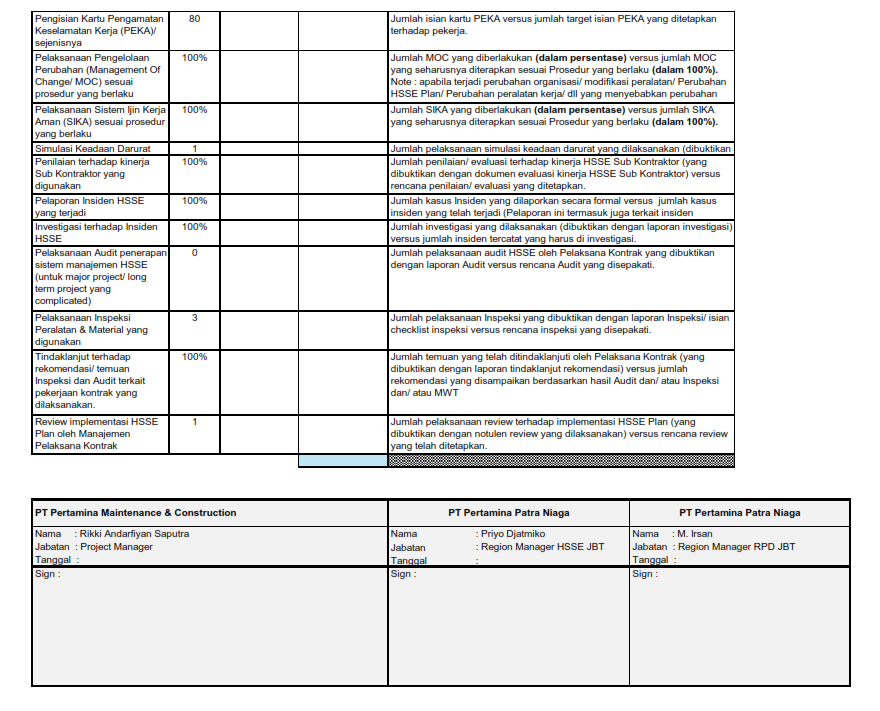 Pengisian Kartu Pengamatan
Keselamatan Kerja (PEKA)/
sejenisnya
80
Jumlah isian kartu PEKA versus jumlah target isian PEKA yang ditetapkan
terhadap pekerja.
Pelaksanaan Pengelolaan
Perubahan (Management Of
Change/ MOC) sesuai
prosedur yang berlaku
100%
Jumlah MOC yang diberlakukan (dalam persentase) versus jumlah MOC
yang seharusnya diterapkan sesuai Prosedur yang berlaku (dalam 100%).
Note : apabila terjadi perubahan organisasi/ modifikasi peralatan/ Perubahan
HSSE Plan/ Perubahan peralatan kerja/ dll yang menyebabkan perubahan
Pelaksanaan Sistem Ijin Kerja
Aman (SIKA) sesuai prosedur
yang berlaku
100%
Jumlah SIKA yang diberlakukan (dalam persentase) versus jumlah SIKA
yang seharusnya diterapkan sesuai Prosedur yang berlaku (dalam 100%).
Simulasi Keadaan Darurat
1
Jumlah pelaksanaan simulasi keadaan darurat yang dilaksanakan (dibuktikan
Penilaian terhadap kinerja
Sub Kontraktor yang
digunakan
100%
Jumlah penilaian/ evaluasi terhadap kinerja HSSE Sub Kontraktor (yang
dibuktikan dengan dokumen evaluasi kinerja HSSE Sub Kontraktor) versus
rencana penilaian/ evaluasi yang ditetapkan.
Pelaporan Insiden HSSE
yang terjadi
100%
Jumlah kasus Insiden yang dilaporkan secara formal versus jumlah kasus
insiden yang telah terjadi (Pelaporan ini termasuk juga terkait insiden
Investigasi terhadap Insiden
HSSE
100%
Jumlah investigasi yang dilaksanakan (dibuktikan dengan laporan investigasi)
versus jumlah insiden tercatat yang harus di investigasi.
Pelaksanaan Audit penerapan
sistem manajemen HSSE
(untuk major project/ long
term project yang
complicated)
0
Jumlah pelaksanaan audit HSSE oleh Pelaksana Kontrak yang dibuktikan
dengan laporan Audit versus rencana Audit yang disepakati.
Pelaksanaan Inspeksi
Peralatan & Material yang
digunakan
3
Jumlah pelaksanaan Inspeksi yang dibuktikan dengan laporan Inspeksi/ isian
checklist inspeksi versus rencana inspeksi yang disepakati.
Tindaklanjut terhadap
rekomendasi/ temuan
Inspeksi dan Audit terkait
pekerjaan kontrak yang
dilaksanakan.
100%
Jumlah temuan yang telah ditindaklanjuti oleh Pelaksana Kontrak (yang
dibuktikan dengan laporan tindaklanjut rekomendasi) versus jumlah
rekomendasi yang disampaikan berdasarkan hasil Audit dan/ atau Inspeksi
dan/ atau MWT
Review implementasi HSSE
Plan oleh Manajemen
Pelaksana Kontrak
1
Jumlah pelaksanaan review terhadap implementasi HSSE Plan (yang
dibuktikan dengan notulen review yang dilaksanakan) versus rencana review
yang telah ditetapkan.
PT Pertamina Maintenance & Construction
Nama : Rikki Andarfiyan Saputra
Jabatan : Project Manager
Tanggal :
Sign :
PT Pertamina Patra Niaga
Nama : Priyo Djatmiko
Jabatan : Region Manager HSSE JBT
Tanggal :
Sign :
PT Pertamina Patra Niaga
Nama : M. Irsan
Jabatan : Region Manager RPD JBT
Tanggal :
Sign :